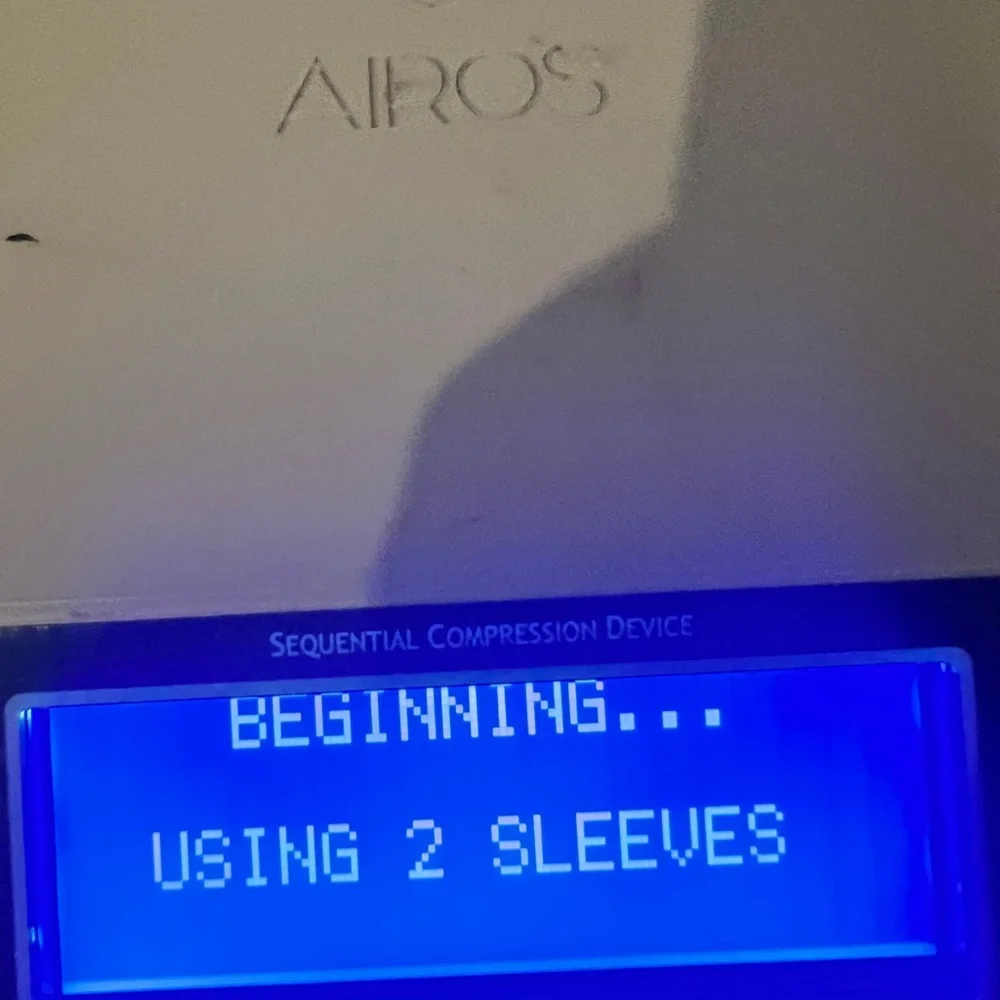 AIROS
SEQUENTIAL COMPRESSION DEVICE
BEGINNING...
USING 2 SLEEVES